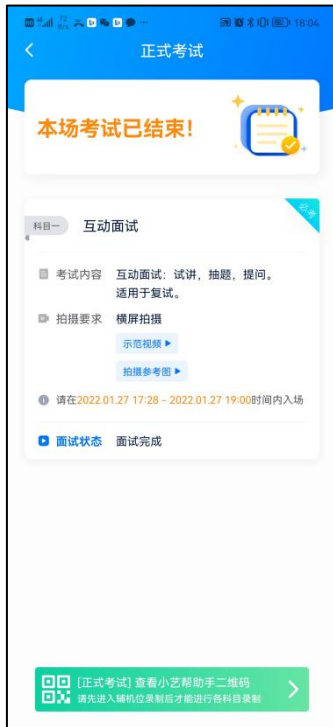 18:04
正式考试
本场考试已结束!
必考
科目一
互动面试
考试内容 互动面试：试讲，抽题，提问。
适用于复试。
拍摄要求 横屏拍摄
示范视频
拍摄参考图
请在2022.01.27 17:28 - 2022.01.27 19:00时间内入场
面试状态 面试完成
[正式考试] 查看小艺帮助手二维码
请先进入辅机位录制后才能进行各科目录制